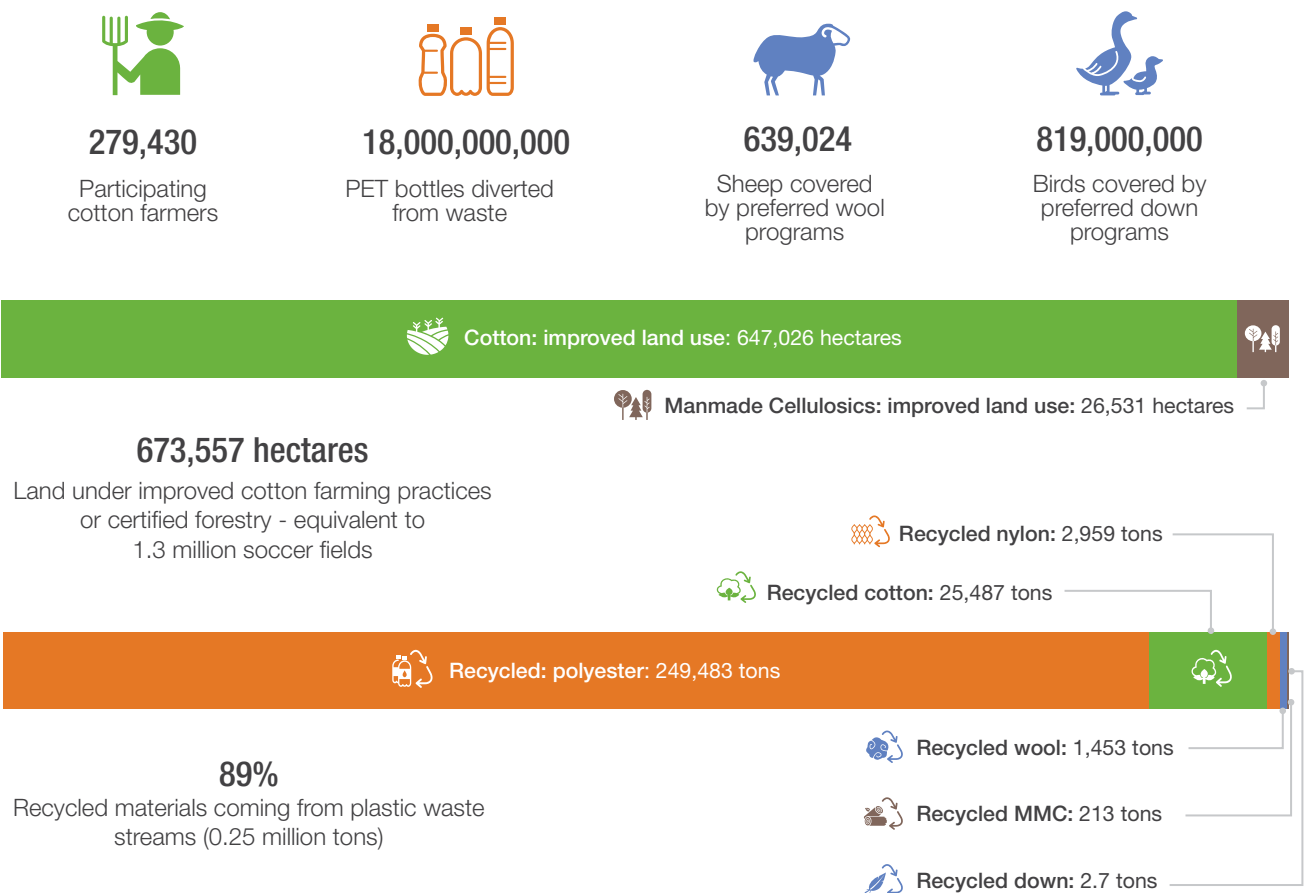 279,430
Participating
cotton farmers
18,000,000,000
PET bottles diverted
from waste
639,024
Sheep covered
by preferred wool
programs
819,000,000
Birds covered by
preferred down
programs
Cotton: improved land use: 647,026 hectares
Manmade Cellulosics: improved land use: 26,531 hectares
673,557 hectares
Land under improved cotton farming practices
or certified forestry - equivalent to
1.3 million soccer fields
Recycled nylon: 2,959 tons
Recycled cotton: 25,487 tons
Recycled: polyester: 249,483 tons
89%
Recycled materials coming from plastic waste
streams (0.25 million tons)
Recycled wool: 1,453 tons
Recycled MMC: 213 tons
Recycled down: 2.7 tons